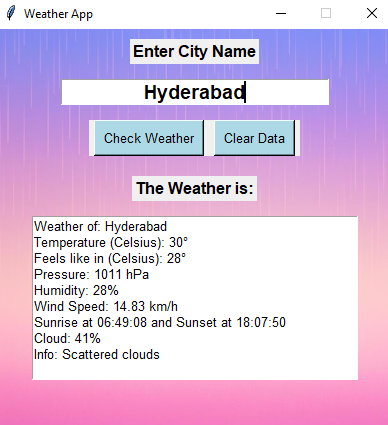 Weather App
Enter City Name
Hyderabad
Check Weather Clear Data
The Weather is:
Weather of: Hyderabad
Temperature (Celsius): 30°
Feels like in (Celsius): 28°
Pressure: 1011 hPa
Humidity: 28%
Wind Speed: 14.83 km/h
Sunrise at 06:49:08 and Sunset at 18:07:50
Cloud: 41%
Info: Scattered clouds